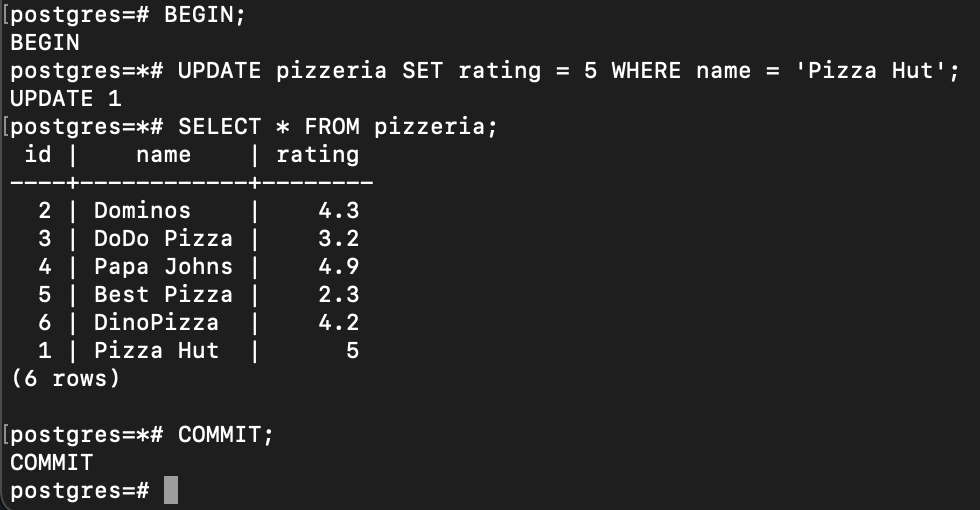 [postgres=# BEGIN;
BEGIN
postgres=*# UPDATE pizzeria SET rating = 5 WHERE name = 'Pizza Hut';
UPDATE 1
[postgres=*# SELECT * FROM pizzeria;
 id |    name    | rating
----+------------+--------
  2 | Dominos    |    4.3
  3 | DoDo Pizza |    3.2
  4 | Papa Johns |    4.9
  5 | Best Pizza |    2.3
  6 | DinoPizza  |    4.2
  1 | Pizza Hut  |      5
(6 rows)

[postgres=*# COMMIT;
COMMIT
postgres=#